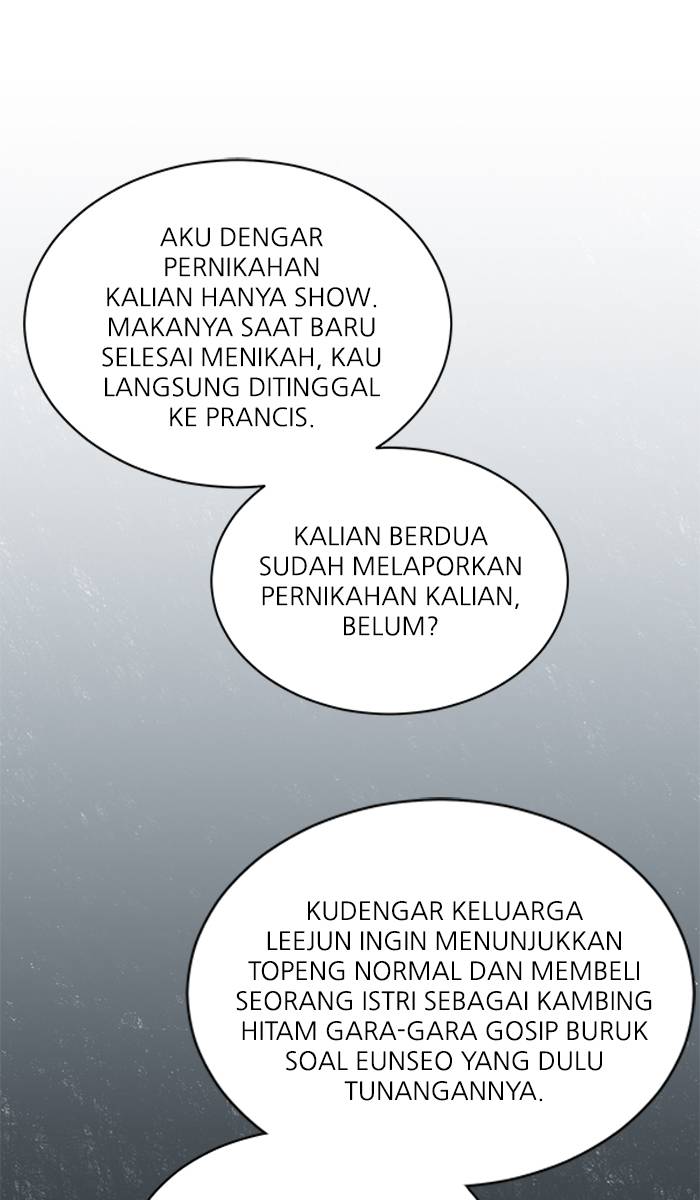 AKU DENGAR
PERNIKAHAN
KALIAN HANYA SHOW.
MAKANYA SAAT BARU
SELESAI MENIKAH, KAU
LANGSUNG DITINGGAL
KE PRANCIS.
KALIAN BERDUA
SUDAH MELAPORKAN
PERNIKAHAN KALIAN,
BELUM?
KUDENGAR KELUARGA
LEEJUN INGIN MENUNJUKKAN
TOPENG NORMAL DAN MEMBELI
SEORANG ISTRI SEBAGAI KAMBING
HITAM GARA-GARA GOSIP BURUK
SOAL EUNSEO YANG DULU
TUNANGANNYA.